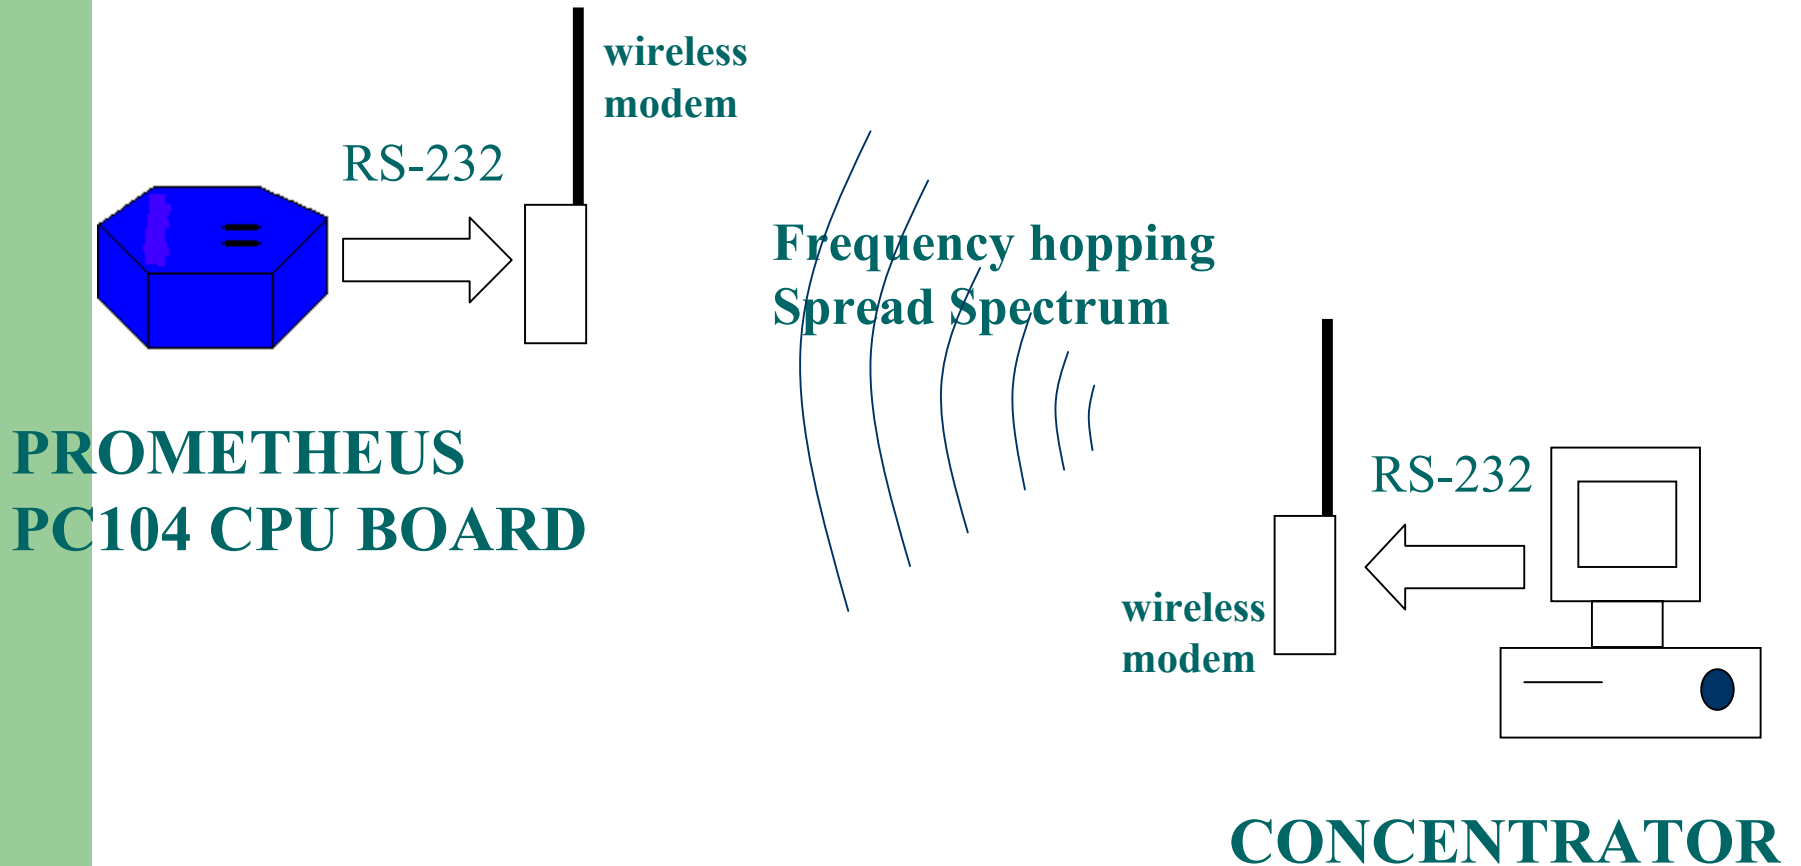 wireless
modem
RS-232
Frequency hopping
Spread Spectrum
PROMETHEUS
PC104 CPU BOARD
RS-232
wireless
modem
CONCENTRATOR